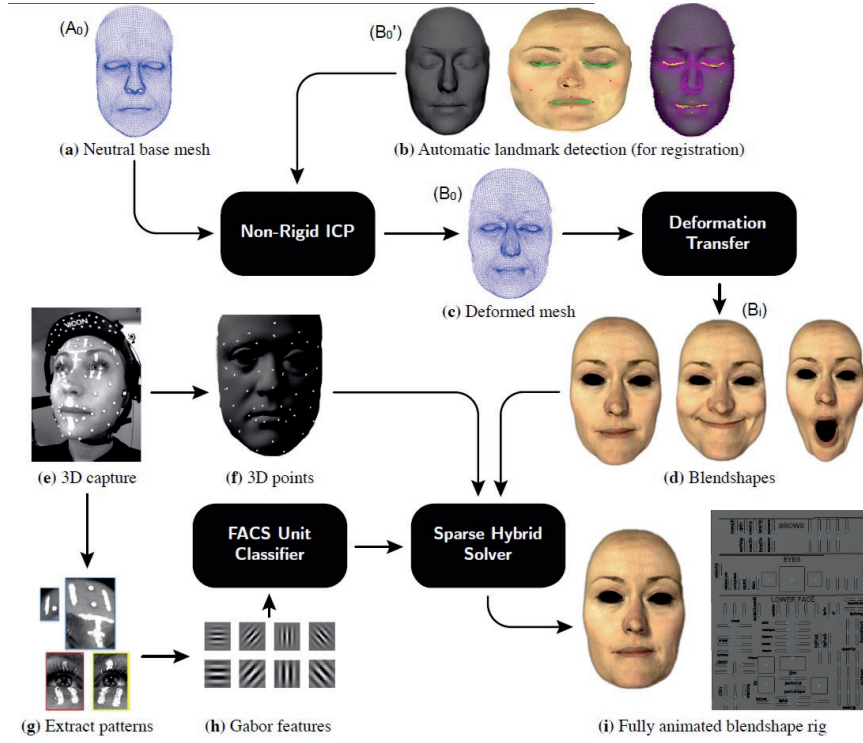 (A₀)
(B₀')
(a) Neutral base mesh
(b) Automatic landmark detection (for registration)
Non-Rigid ICP
(B₀)
Deformation
Transfer
(c) Deformed mesh
(Bᵢ)
VICON
(e) 3D capture
(f) 3D points
(d) Blendshapes
FACS Unit
Classifier
Sparse Hybrid
Solver
BROWS
EYES
LOWER FACE
(g) Extract patterns
(h) Gabor features
(i) Fully animated blendshape rig